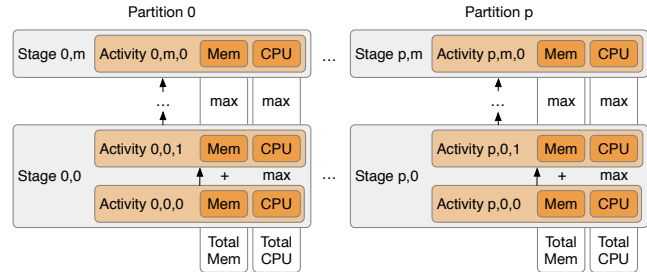 Partition 0 Partition p
Stage 0,m Activity 0,m,0 Mem CPU ... Stage p,m Activity p,m,0 Mem CPU
... max max ... max max
Activity 0,0,1 Mem CPU Activity p,0,1 Mem CPU
Stage 0,0 + max ... Stage p,0 + max
Activity 0,0,0 Mem CPU Activity p,0,0 Mem CPU
Total Total Total Total
Mem CPU Mem CPU